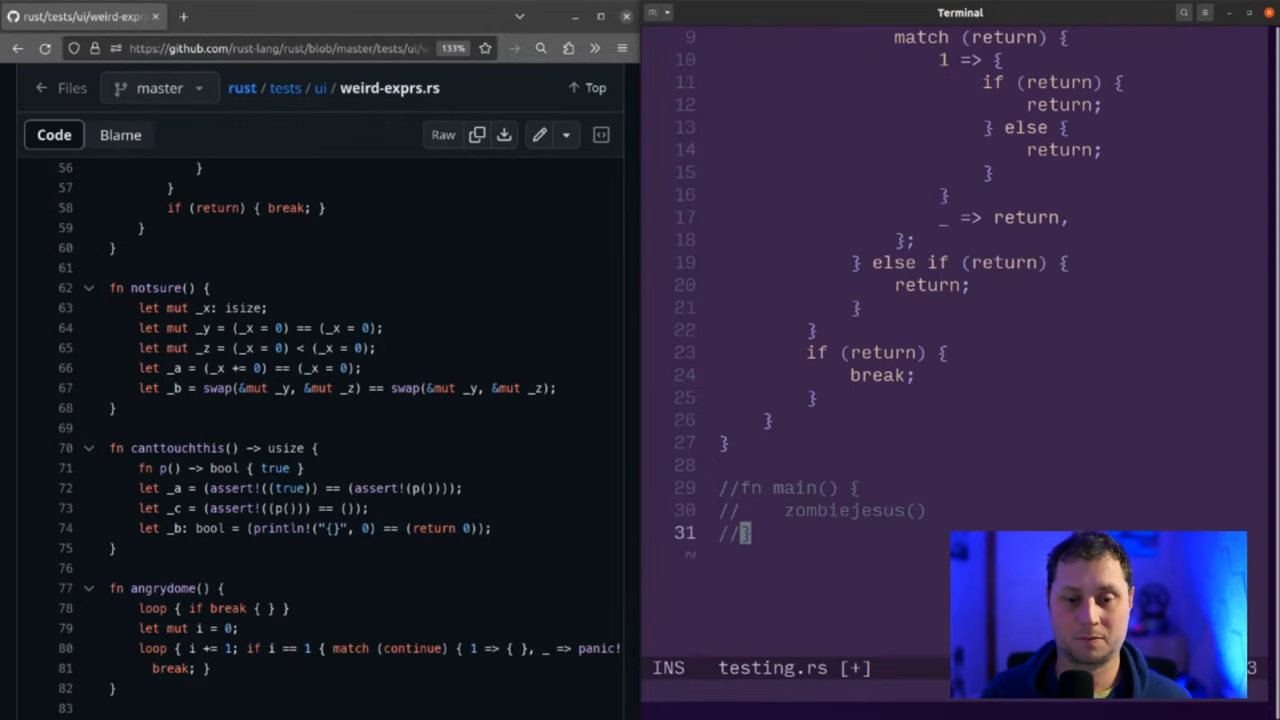 rust/tests/ui/weird-exprs
https://github.com/rust-lang/rust/blob/master/tests/ui/
133%
Files
master
rust / tests / ui / weird-exprs.rs
Top
Code
Blame
Raw
56 }
57 }
58 if (return) { break; }
59 }
60 }
61
62 fn notsure() {
63 let mut _x: isize;
64 let mut _y = (_x = 0) == (_x = 0);
65 let mut _z = (_x = 0) < (_x = 0);
66 let _a = (_x += 0) == (_x = 0);
67 let _b = swap(&mut _y, &mut _z) == swap(&mut _y, &mut _z);
68 }
69
70 fn canttouchthis() -> usize {
71 fn p() -> bool { true }
72 let _a = (assert!((true)) == (assert!(p())));
73 let _c = (assert!((p())) == ());
74 let _b: bool = (println!("{}", 0) == (return 0));
75 }
76
77 fn angrydome() {
78 loop { if break { } }
79 let mut i = 0;
80 loop { i += 1; if i == 1 { match (continue) { 1 => { }, _ => panic!
81 break; }
82 }
83
Terminal
9 match (return) {
10 1 => {
11 if (return) {
12 return;
13 } else {
14 return;
15 }
16 }
17 _ => return,
18 };
19 } else if (return) {
20 return;
21 }
22 }
23 if (return) {
24 break;
25 }
26 }
27 }
28
29 //fn main() {
30 // zombiejesus()
31 //}
~
INS testing.rs [+] 3